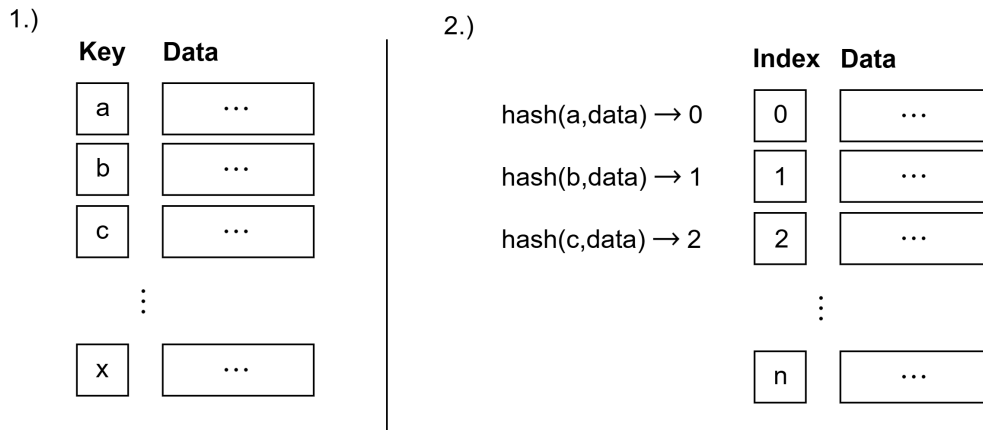 1.)
Key Data
a ...
b ...
c ...
⋮
x ...
2.)
Index Data
hash(a,data) → 0 0 ...
hash(b,data) → 1 1 ...
hash(c,data) → 2 2 ...
⋮
n ...